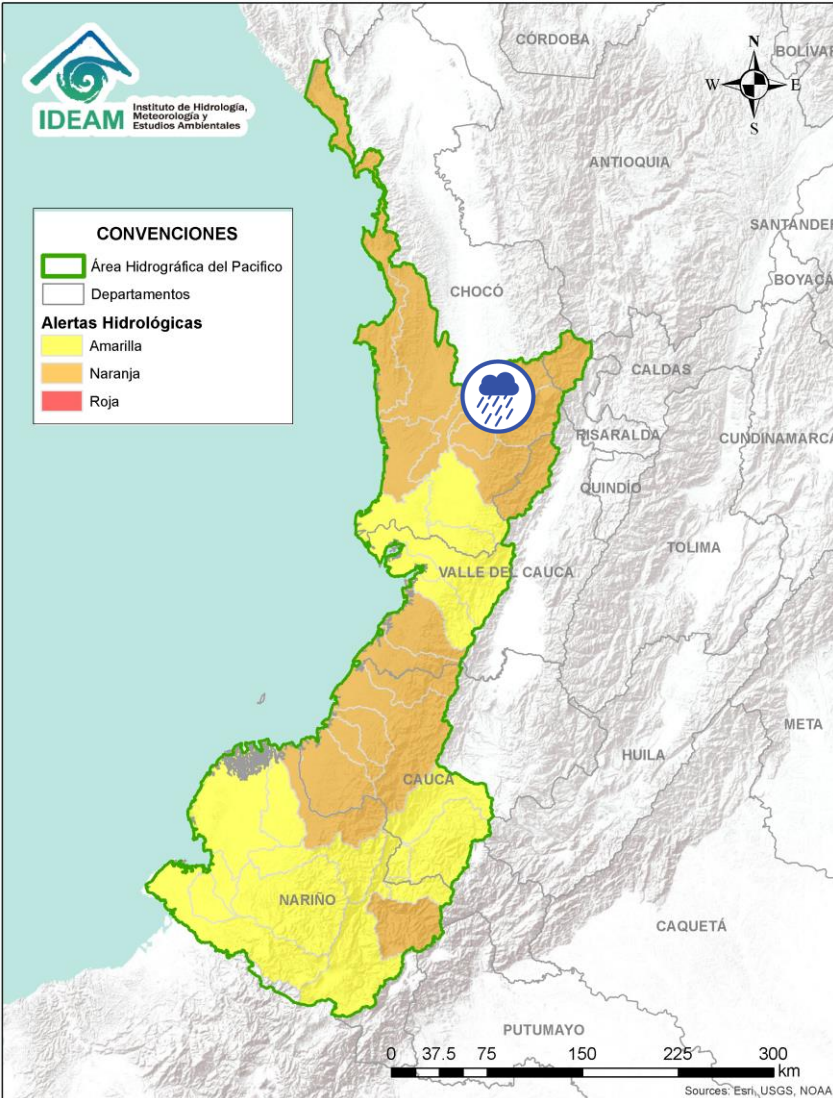 IDEAM
Instituto de Hidrología,
Meteorología y
Estudios Ambientales
CÓRDOBA
BOLÍVAR
N
W
E
S
ANTIOQUIA
SANTANDER
BOYACÁ
CONVENCIONES
Área Hidrográfica del Pacifico
Departamentos
Alertas Hidrológicas
Amarilla
Naranja
Roja
CHOCÓ
CALDAS
RISARALDA
CUNDINAMARCA
QUINDÍO
TOLIMA
VALLE DEL CAUCA
META
HUILA
CAUCA
NARIÑO
CAQUETÁ
PUTUMAYO
0 37.5 75 150 225 300
km
Sources: Esri, USGS, NOAA